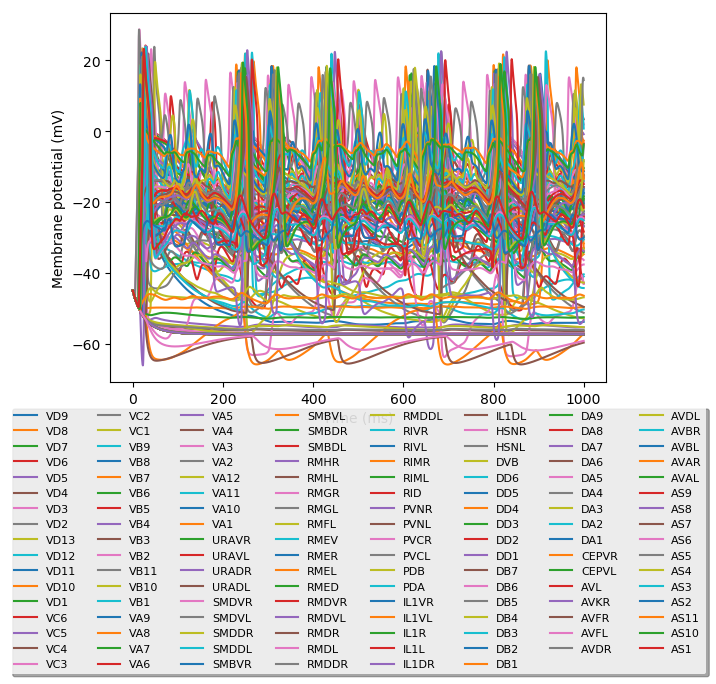 20
0
−20
−40
−60
Membrane potential (mV)
0 200 400 600 800 1000
Time (ms)
VD9 VC2 VA5 SMBVL RMDDL IL1DL DA9 AVDL
VD8 VC1 VA4 SMBDR RIVR HSNR DA8 AVBR
VD7 VB9 VA3 SMBDL RIVL HSNL DA7 AVBL
VD6 VB8 VA2 RMHR RIMR DVB DA6 AVAR
VD5 VB7 VA12 RMHL RIML DD6 DA5 AVAL
VD4 VB6 VA11 RMGR RID DD5 DA4 AS9
VD3 VB5 VA10 RMGL PVNR DD4 DA3 AS8
VD2 VB4 VA1 RMFL PVNL DD3 DA2 AS7
VD13 VB3 URAVR RMEV PVCR DD2 DA1 AS6
VD12 VB2 URAVL RMER PVCL DD1 CEPVR AS5
VD11 VB11 URADR RMEL PDB DB7 CEPVL AS4
VD10 VB10 URADL RMED PDA DB6 AVL AS3
VD1 VB1 SMDVR RMDVR IL1VR DB5 AVKR AS2
VC6 VA9 SMDVL RMDVL IL1VL DB4 AVFR AS11
VC5 VA8 SMDDR RMDR IL1R DB3 AVFL AS10
VC4 VA7 SMDDL RMDL IL1L DB2 AVDR AS1
VC3 VA6 SMBVR RMDDR IL1DR DB1